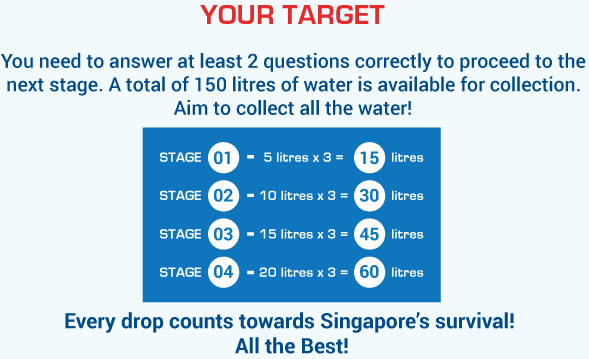 YOUR TARGET
You need to answer at least 2 questions correctly to proceed to the
next stage. A total of 150 litres of water is available for collection.
Aim to collect all the water!
STAGE 01 = 5 litres x 3 = 15 litres
STAGE 02 = 10 litres x 3 = 30 litres
STAGE 03 = 15 litres x 3 = 45 litres
STAGE 04 = 20 litres x 3 = 60 litres
Every drop counts towards Singapore's survival!
All the Best!